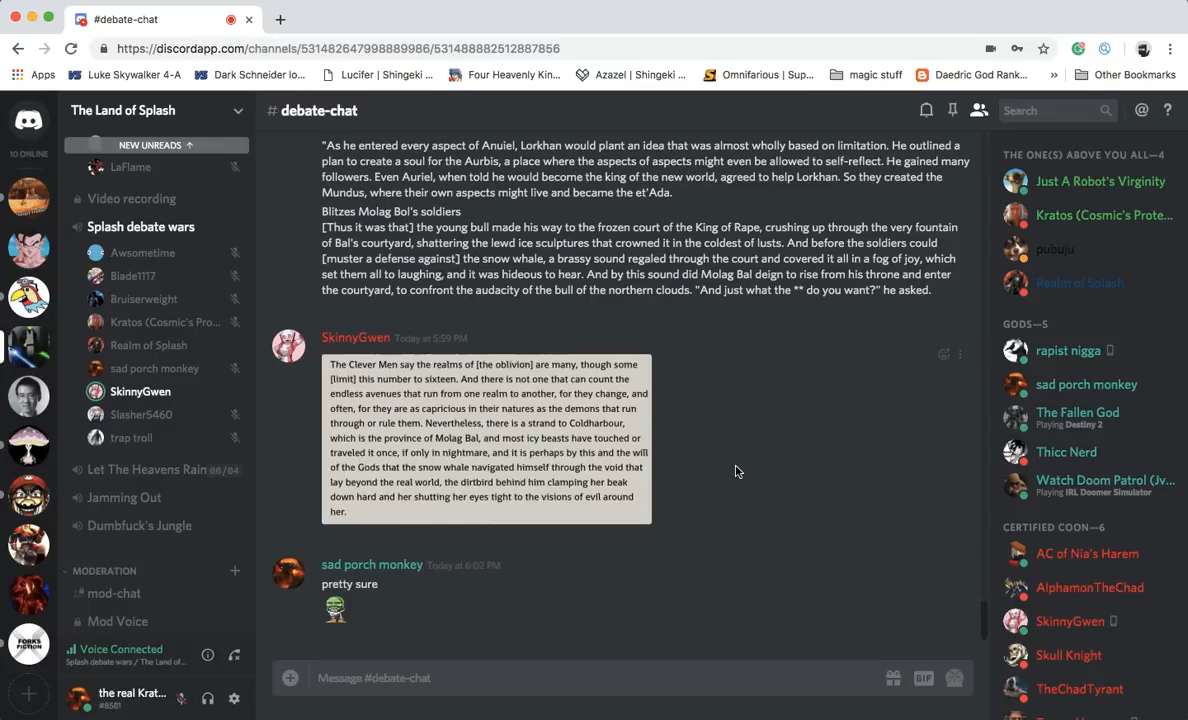 #debate-chat
https://discordapp.com/channels/531482647998889986/531488882512887856
Apps
Luke Skywalker 4-A
Dark Schneider lo...
Lucifer | Shingeki ...
Four Heavenly Kin...
Azazel | Shingeki ...
Omnifarious | Sup...
magic stuff
Daedric God Rank...
»
Other Bookmarks
The Land of Splash
# debate-chat
Search
10 ONLINE
NEW UNREADS ↑
LaFlame
Video recording
Splash debate wars
Awsometime
Blade1117
Bruiserweight
Kratos (Cosmic's Pro...
Realm of Splash
sad porch monkey
SkinnyGwen
Slasher5460
trap troll
Let The Heavens Rain 00/04
Jamming Out
Dumbfuck's Jungle
MODERATION
mod-chat
Mod Voice
Voice Connected
Splash debate wars / The Land of...
the real Krat...
#8581
FORKS
FICTION
"As he entered every aspect of Anuiel, Lorkhan would plant an idea that was almost wholly based on limitation. He outlined a
plan to create a soul for the Aurbis, a place where the aspects of aspects might even be allowed to self-reflect. He gained many
followers. Even Auriel, when told he would become the king of the new world, agreed to help Lorkhan. So they created the
Mundus, where their own aspects might live and became the et'Ada.
Blitzes Molag Bol's soldiers
[Thus it was that] the young bull made his way to the frozen court of the King of Rape, crushing up through the very fountain
of Bal's courtyard, shattering the lewd ice sculptures that crowned it in the coldest of lusts. And before the soldiers could
[muster a defense against] the snow whale, a brassy sound regaled through the court and covered it all in a fog of joy, which
set them all to laughing, and it was hideous to hear. And by this sound did Molag Bal deign to rise from his throne and enter
the courtyard, to confront the audacity of the bull of the northern clouds. "And just what the ** do you want?" he asked.
SkinnyGwen Today at 5:59 PM
The Clever Men say the realms of [the oblivion] are many, though some
[limit] this number to sixteen. And there is not one that can count the
endless avenues that run from one realm to another, for they change, and
often, for they are as capricious in their natures as the demons that run
through or rule them. Nevertheless, there is a strand to Coldharbour,
which is the province of Molag Bal, and most icy beasts have touched or
traveled it once, if only in nightmare, and it is perhaps by this and the will
of the Gods that the snow whale navigated himself through the void that
lay beyond the real world, the dirtbird behind him clamping her beak
down hard and her shutting her eyes tight to the visions of evil around
her.
sad porch monkey Today at 6:02 PM
pretty sure
Message #debate-chat
GIF
THE ONE(S) ABOVE YOU ALL—4
Just A Robot's Virginity
Kratos (Cosmic's Prote...
pubuju
Realm of Splash
GODS—5
rapist nigga
sad porch monkey
The Fallen God
Playing Destiny 2
Thicc Nerd
Watch Doom Patrol (Jv...
Playing IRL Doomer Simulator
CERTIFIED COON—6
AC of Nia's Harem
AlphamonTheChad
SkinnyGwen
Skull Knight
TheChadTyrant